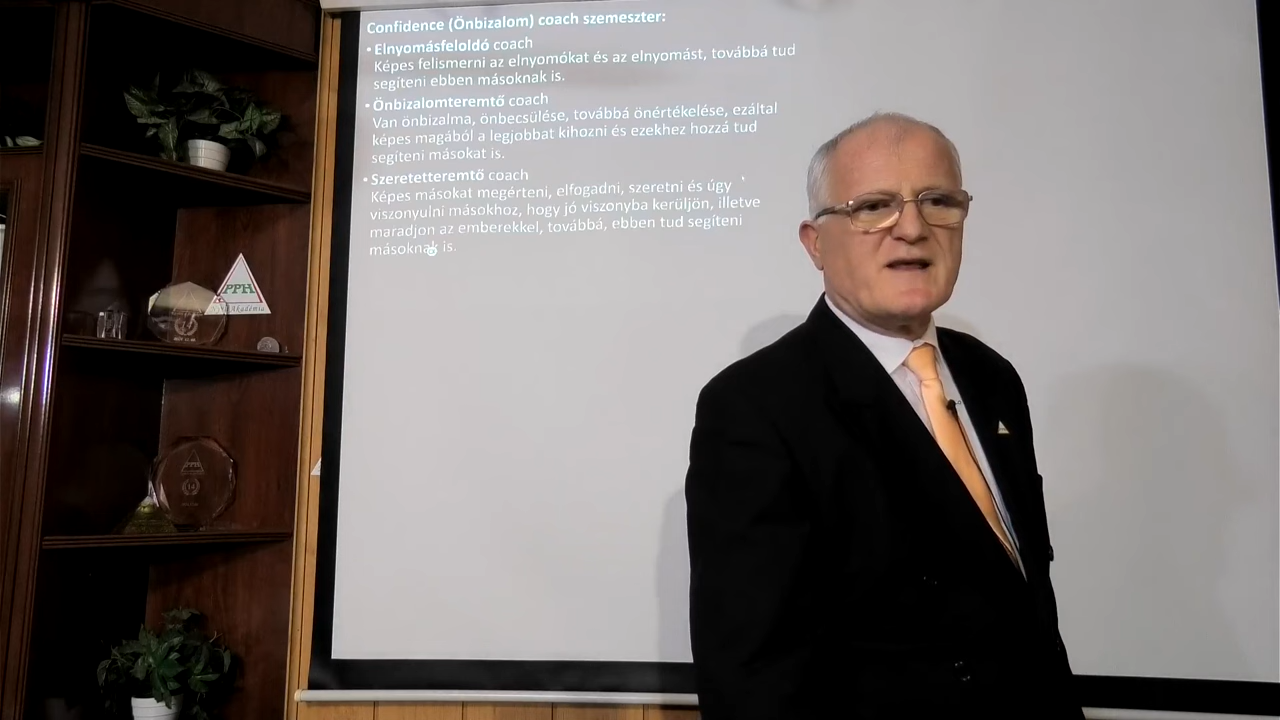 Confidence (Önbizalom) coach szemeszter:
• Elnyomásfeloldó coach
Képes felismerni az elnyomókat és az elnyomást, továbbá tud
segíteni ebben másoknak is.
• Önbizalomteremtő coach
Van önbizalma, önbecsülése, továbbá önértékelése, ezáltal
képes magából a legjobbat kihozni és ezekhez hozzá tud
segíteni másokat is.
• Szeretetteremtő coach
Képes másokat megérteni, elfogadni, szeretni és úgy
viszonyulni másokhoz, hogy jó viszonyba kerüljön, illetve
maradjon az emberekkel, továbbá, ebben tud segíteni
másoknak is.
PPH
Akadémia
PPH